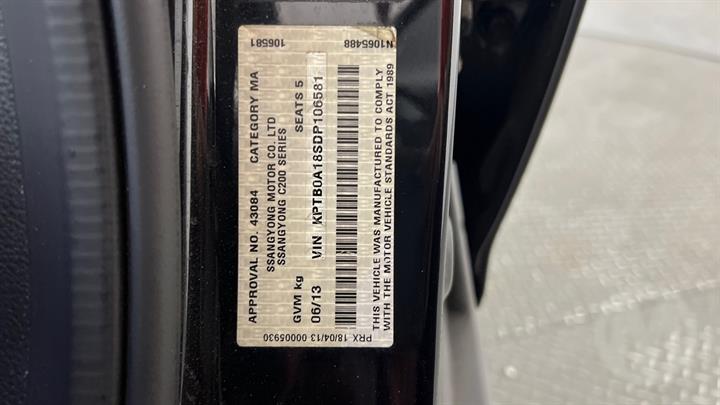 APPROVAL NO. 43084 CATEGORY MA
SSANGYONG MOTOR CO. LTD
SSANGYONG C200 SERIES
GVM kg SEATS 5
06/13 VIN KPTB0A18SDP106581
THIS VEHICLE WAS MANUFACTURED TO COMPLY
WITH THE MOTOR VEHICLE STANDARDS ACT 1989
PRX 18/04/13 00005930
106581
N1065488